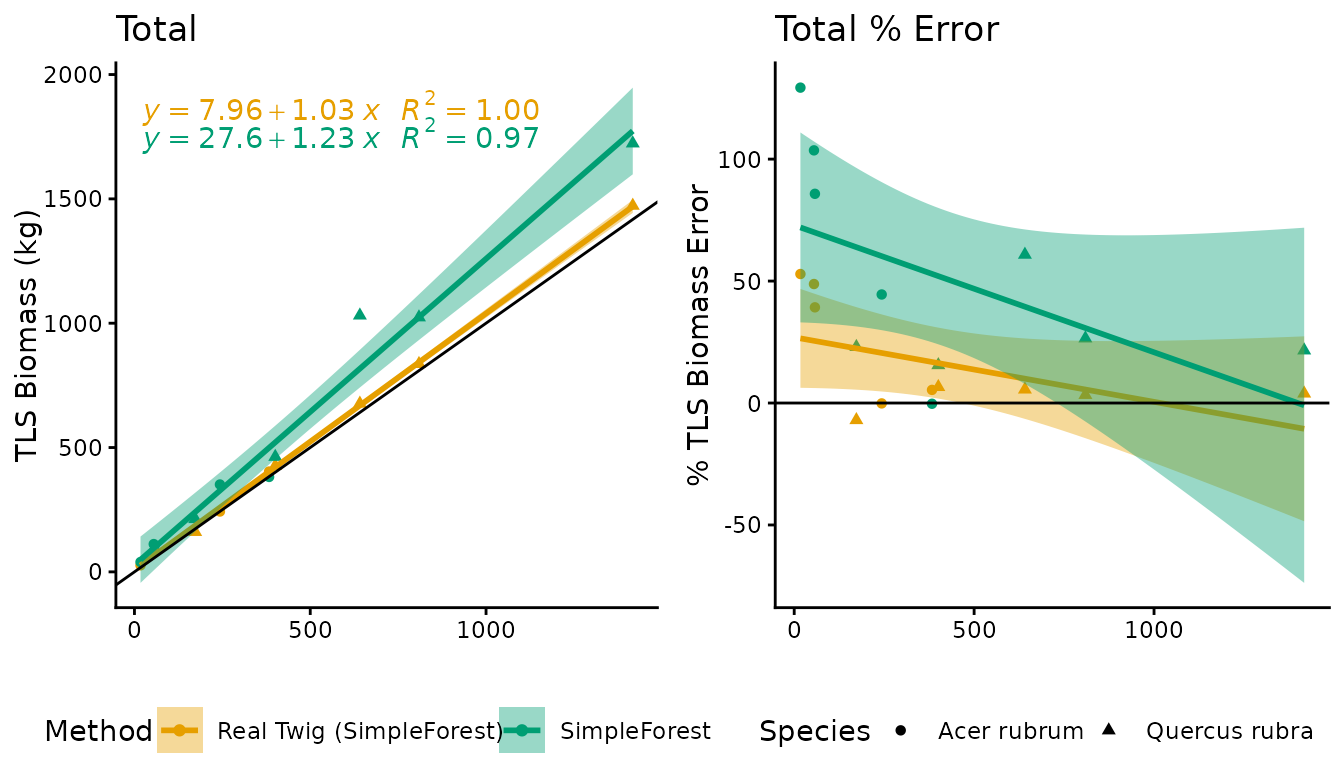 Total
2000
1500
1000
500
0
TLS Biomass (kg)
y = 7.96 + 1.03 x R² = 1.00
y = 27.6 + 1.23 x R² = 0.97
0 500 1000
Total % Error
100
50
0
-50
% TLS Biomass Error
0 500 1000
Method Real Twig (SimpleForest) SimpleForest Species Acer rubrum Quercus rubra